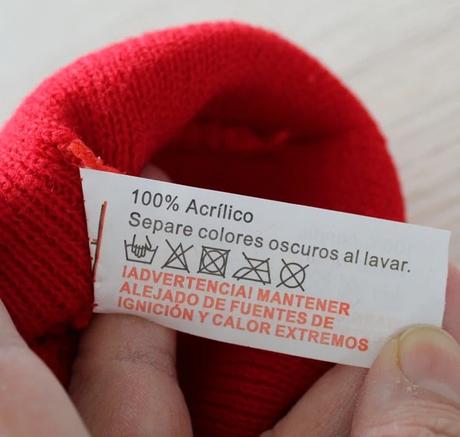 100% Acrílico
Separe colores oscuros al lavar.
¡ADVERTENCIA! MANTENER
ALEJADO DE FUENTES DE
IGNICIÓN Y CALOR EXTREMOS